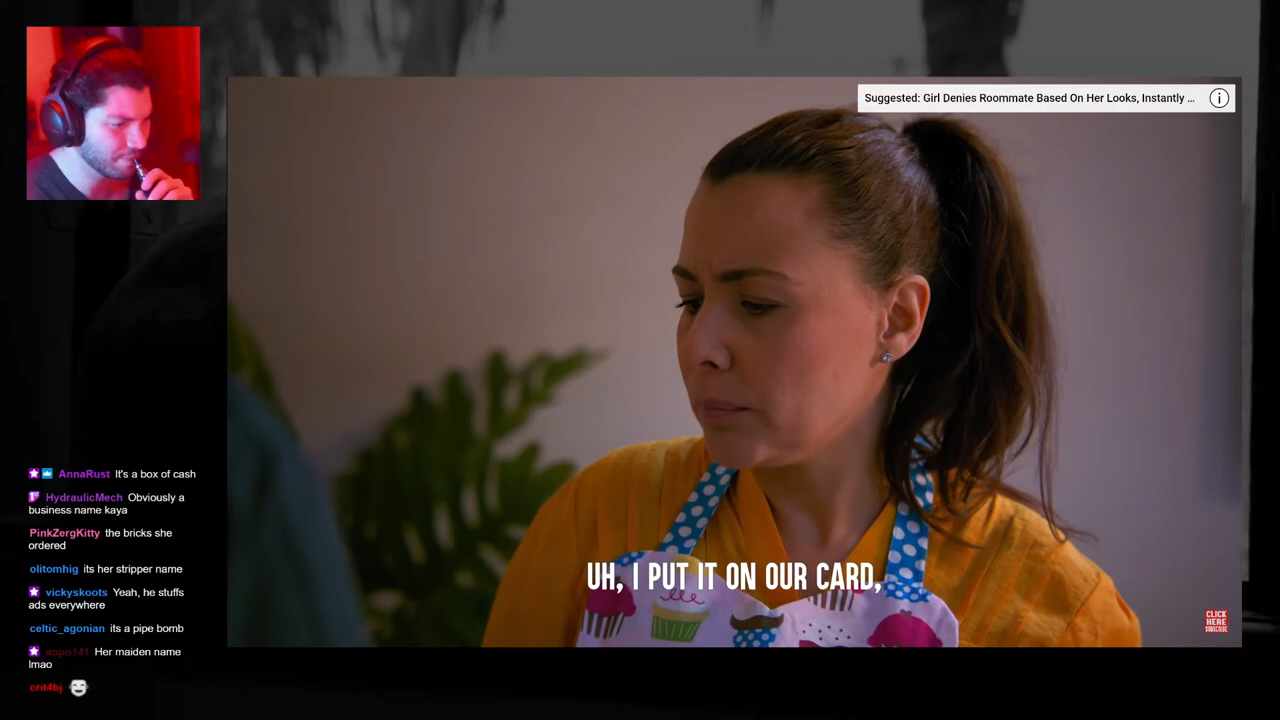 Suggested: Girl Denies Roommate Based On Her Looks, Instantly ...
AnnaRust It's a box of cash
HydraulicMech Obviously a
business name kaya
PinkZergKitty the bricks she
ordered
olitomhig its her stripper name
vickyskoots Yeah, he stuffs
ads everywhere
celtic_agonian its a pipe bomb
appo141 Her maiden name
lmao
crit4bj
UH, I PUT IT ON OUR CARD,
CLICK
HERE
SUBSCRIBE